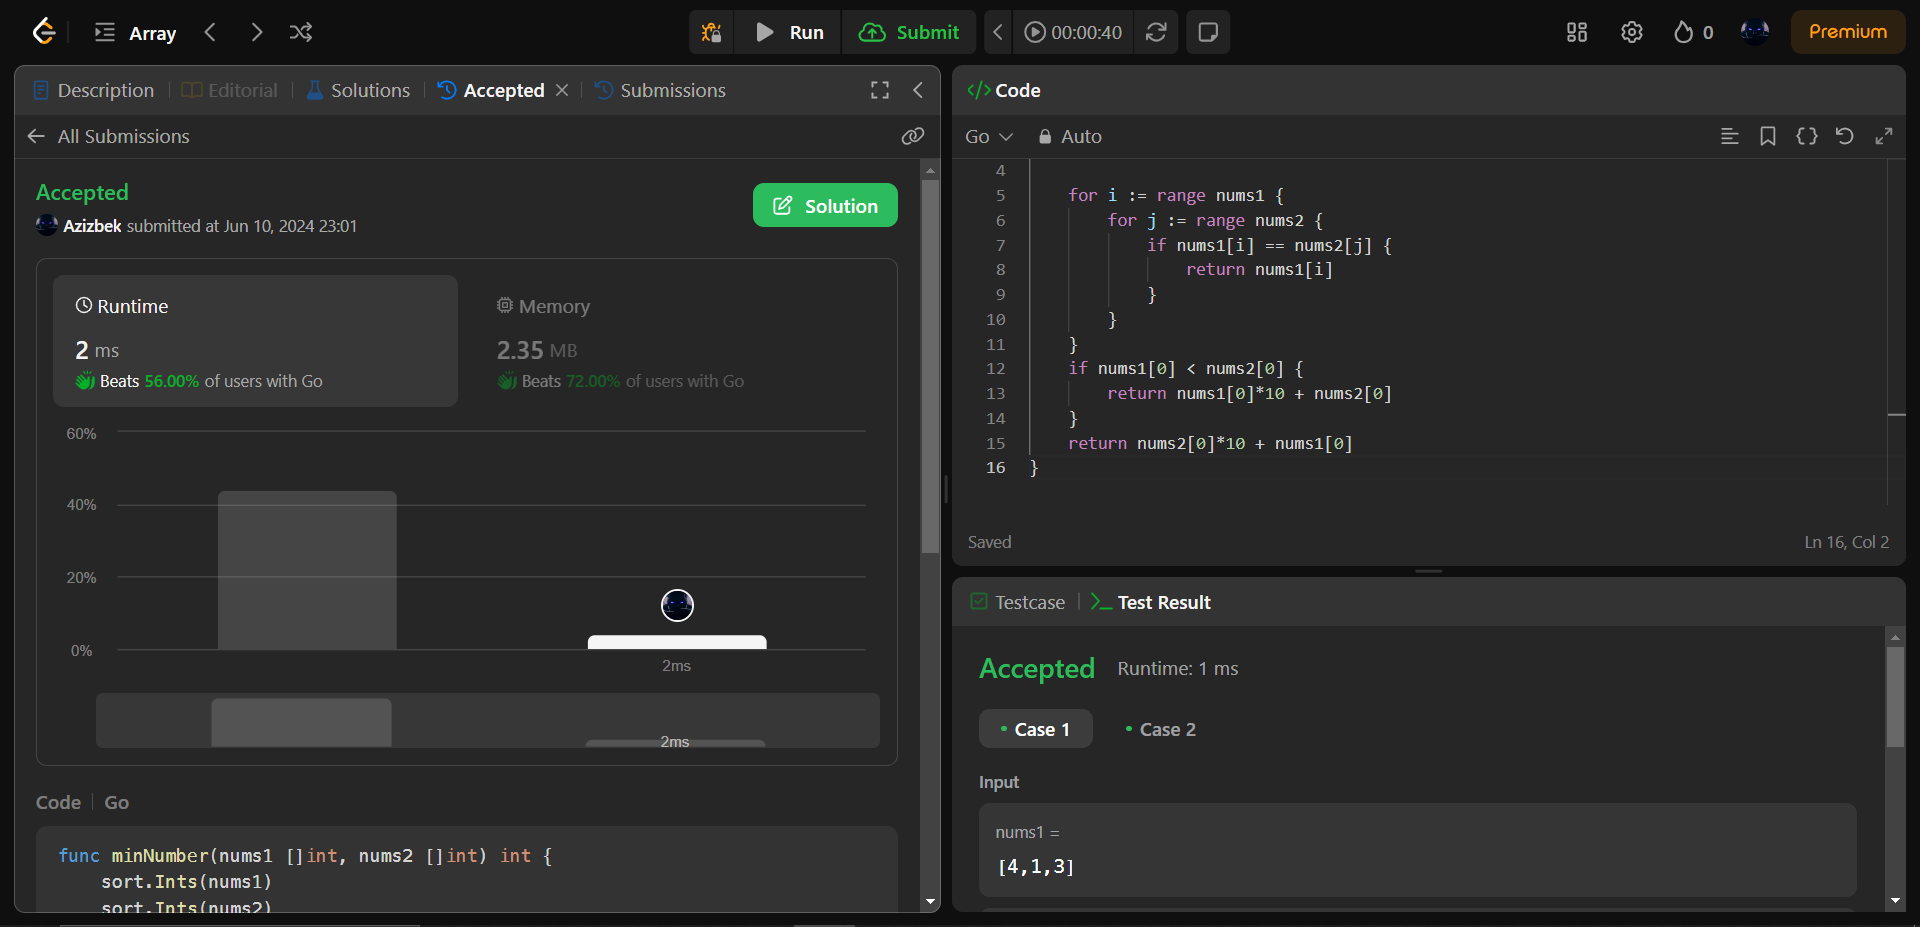 Array
Run
Submit
00:00:40
0
Premium
Description
Editorial
Solutions
Accepted
Submissions
All Submissions
Accepted
Azizbek submitted at Jun 10, 2024 23:01
Solution
Runtime
2 ms
Beats 56.00% of users with Go
Memory
2.35 MB
Beats 72.00% of users with Go
60%
40%
20%
0%
2ms
2ms
Code
Go
func minNumber(nums1 []int, nums2 []int) int {
sort.Ints(nums1)
sort.Ints(nums2)
</> Code
Go
Auto
4
5 for i := range nums1 {
6 for j := range nums2 {
7 if nums1[i] == nums2[j] {
8 return nums1[i]
9 }
10 }
11 }
12 if nums1[0] < nums2[0] {
13 return nums1[0]*10 + nums2[0]
14 }
15 return nums2[0]*10 + nums1[0]
16 }
Saved
Ln 16, Col 2
Testcase
Test Result
Accepted
Runtime: 1 ms
Case 1
Case 2
Input
nums1 =
[4,1,3]